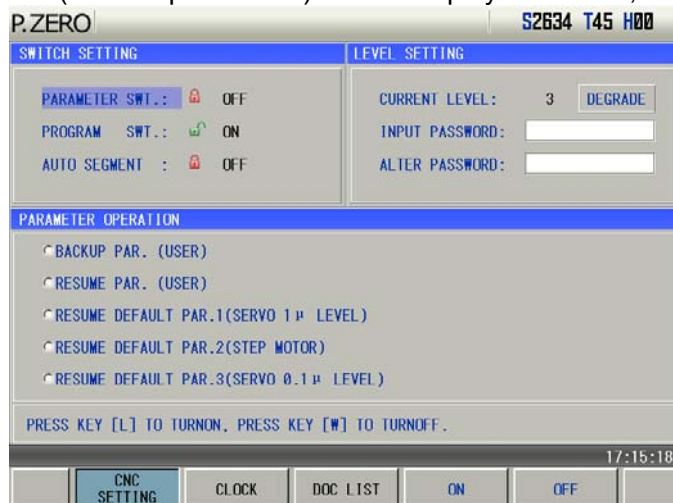 P.ZERO S2634 T45 H00
SWITCH SETTING
PARAMETER SWT.: OFF
PROGRAM SWT.: ON
AUTO SEGMENT : OFF
LEVEL SETTING
CURRENT LEVEL: 3 DEGRADE
INPUT PASSWORD:
ALTER PASSWORD:
PARAMETER OPERATION
BACKUP PAR. (USER)
RESUME PAR. (USER)
RESUME DEFAULT PAR.1(SERVO 1μ LEVEL)
RESUME DEFAULT PAR.2(STEP MOTOR)
RESUME DEFAULT PAR.3(SERVO 0.1μ LEVEL)
PRESS KEY [L] TO TURNON, PRESS KEY [W] TO TURNOFF.
17:15:18
CNC SETTING CLOCK DOC LIST ON OFF